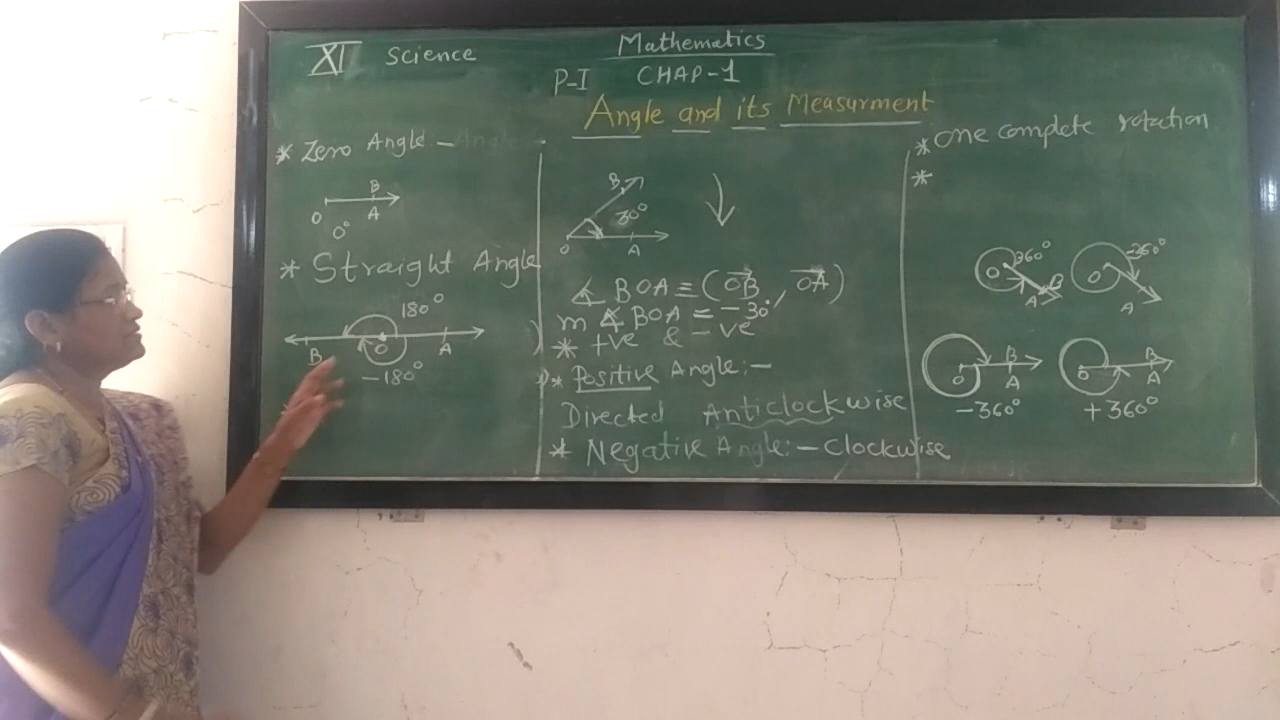 XI Science
Mathematics
P-I CHAP-1
Angle and its Measurment
* Zero Angle:- Angle
B
O A
0°
* Straight Angle
180°
B O A
-180°
B
30°
O A
∡ BOA ≡ (OB, OA)
m ∡ BOA = -30°
* +ve & -ve
* Positive Angle:-
Directed Anticlockwise
* Negative Angle:- Clockwise
* One complete rotation
*
360° -360°
O A B O A
B B
O A O A
-360° +360°